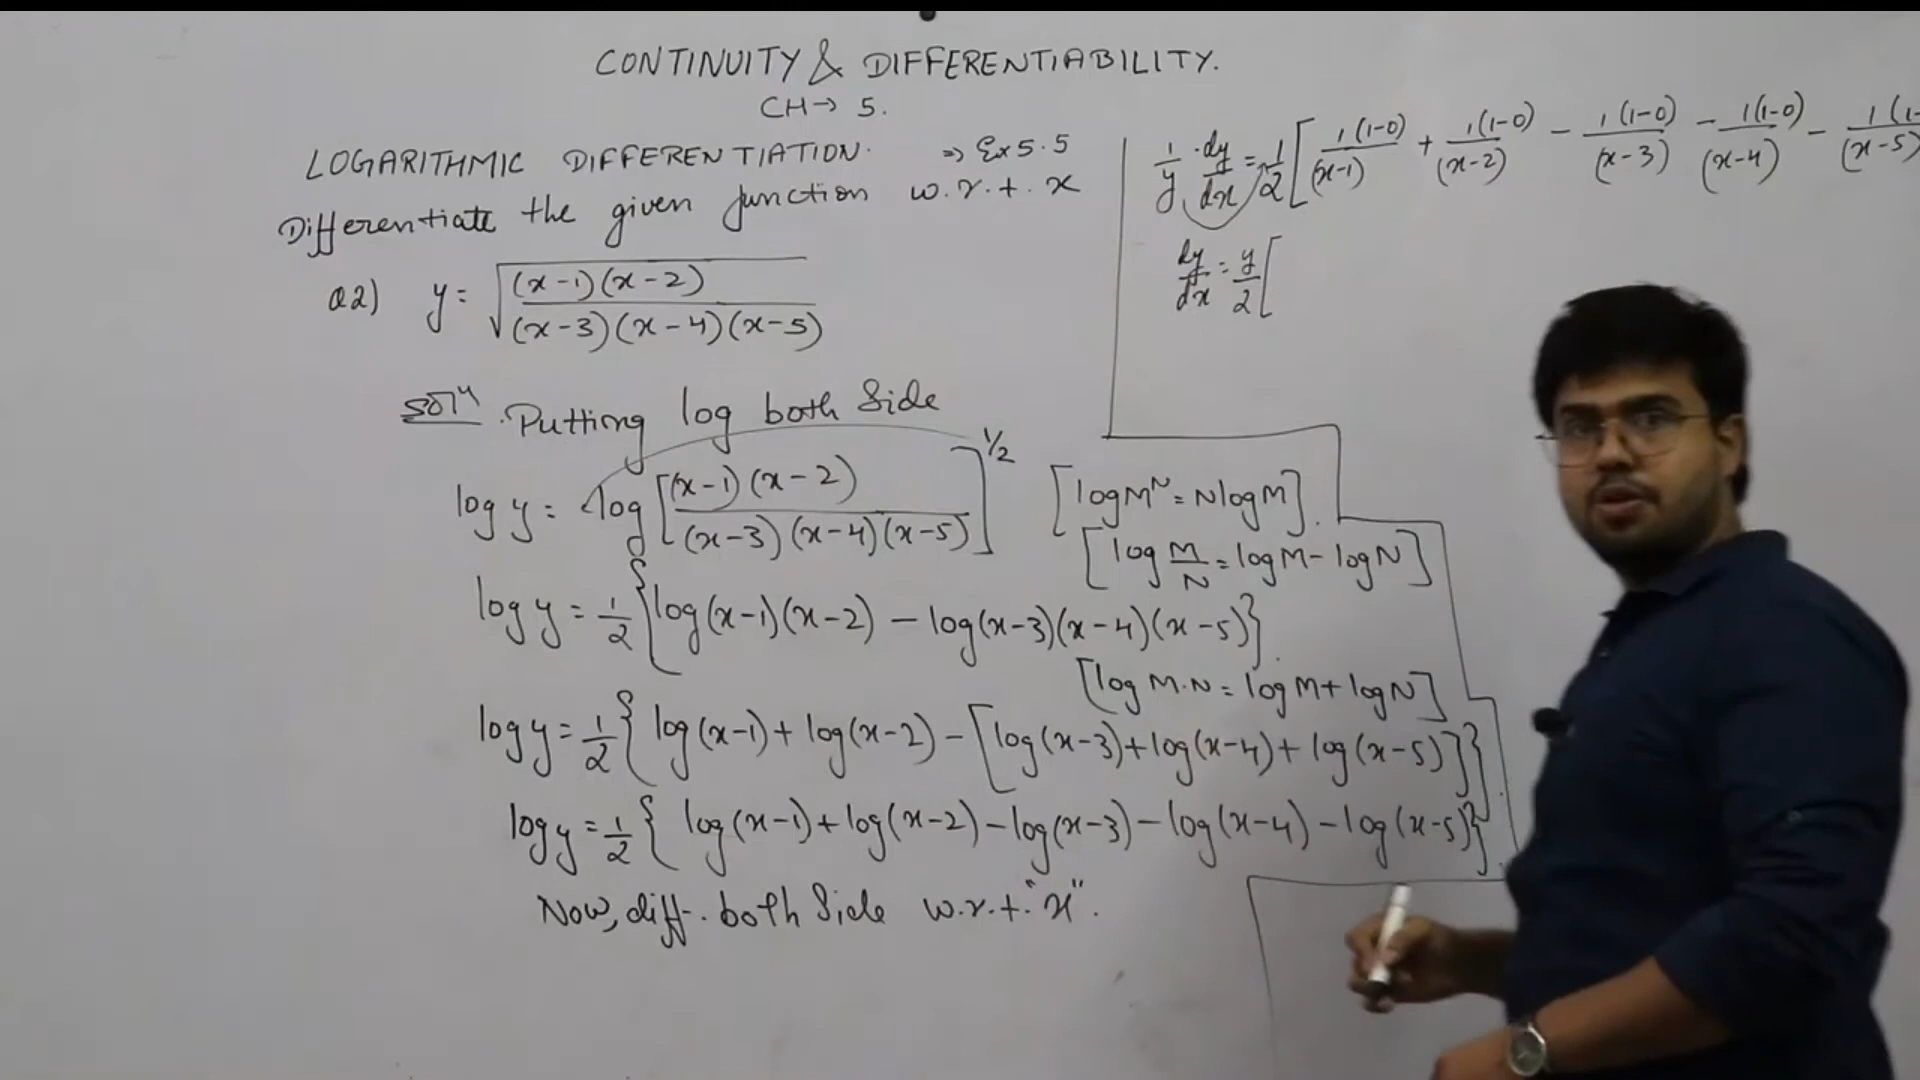 CONTINUITY & DIFFERENTIABILITY.
CH→ 5.
LOGARITHMIC DIFFERENTIATION. ⇒ Ex 5.5
Differentiate the given function w.r.t. x
Q2) y = √((x-1)(x-2)/(x-3)(x-4)(x-5))
Solⁿ. Putting log both Side
log y = log [(x-1)(x-2)/(x-3)(x-4)(x-5)]^1/2
[log Mᴺ = N log M].
[log M/N = log M - log N]
log y = 1/2 {log(x-1)(x-2) - log(x-3)(x-4)(x-5)}.
[log M.N = log M + log N]
log y = 1/2 { log(x-1) + log(x-2) - [log(x-3) + log(x-4) + log(x-5)]}.
log y = 1/2 { log(x-1) + log(x-2) - log(x-3) - log(x-4) - log(x-5)}.
Now, diff. both Side w.r.t. "x".
1/y . dy/dx = 1/2 [1(1-0)/(x-1) + 1(1-0)/(x-2) - 1(1-0)/(x-3) - 1(1-0)/(x-4) - 1(1-/(x-5)
dy/dx = y/2 [